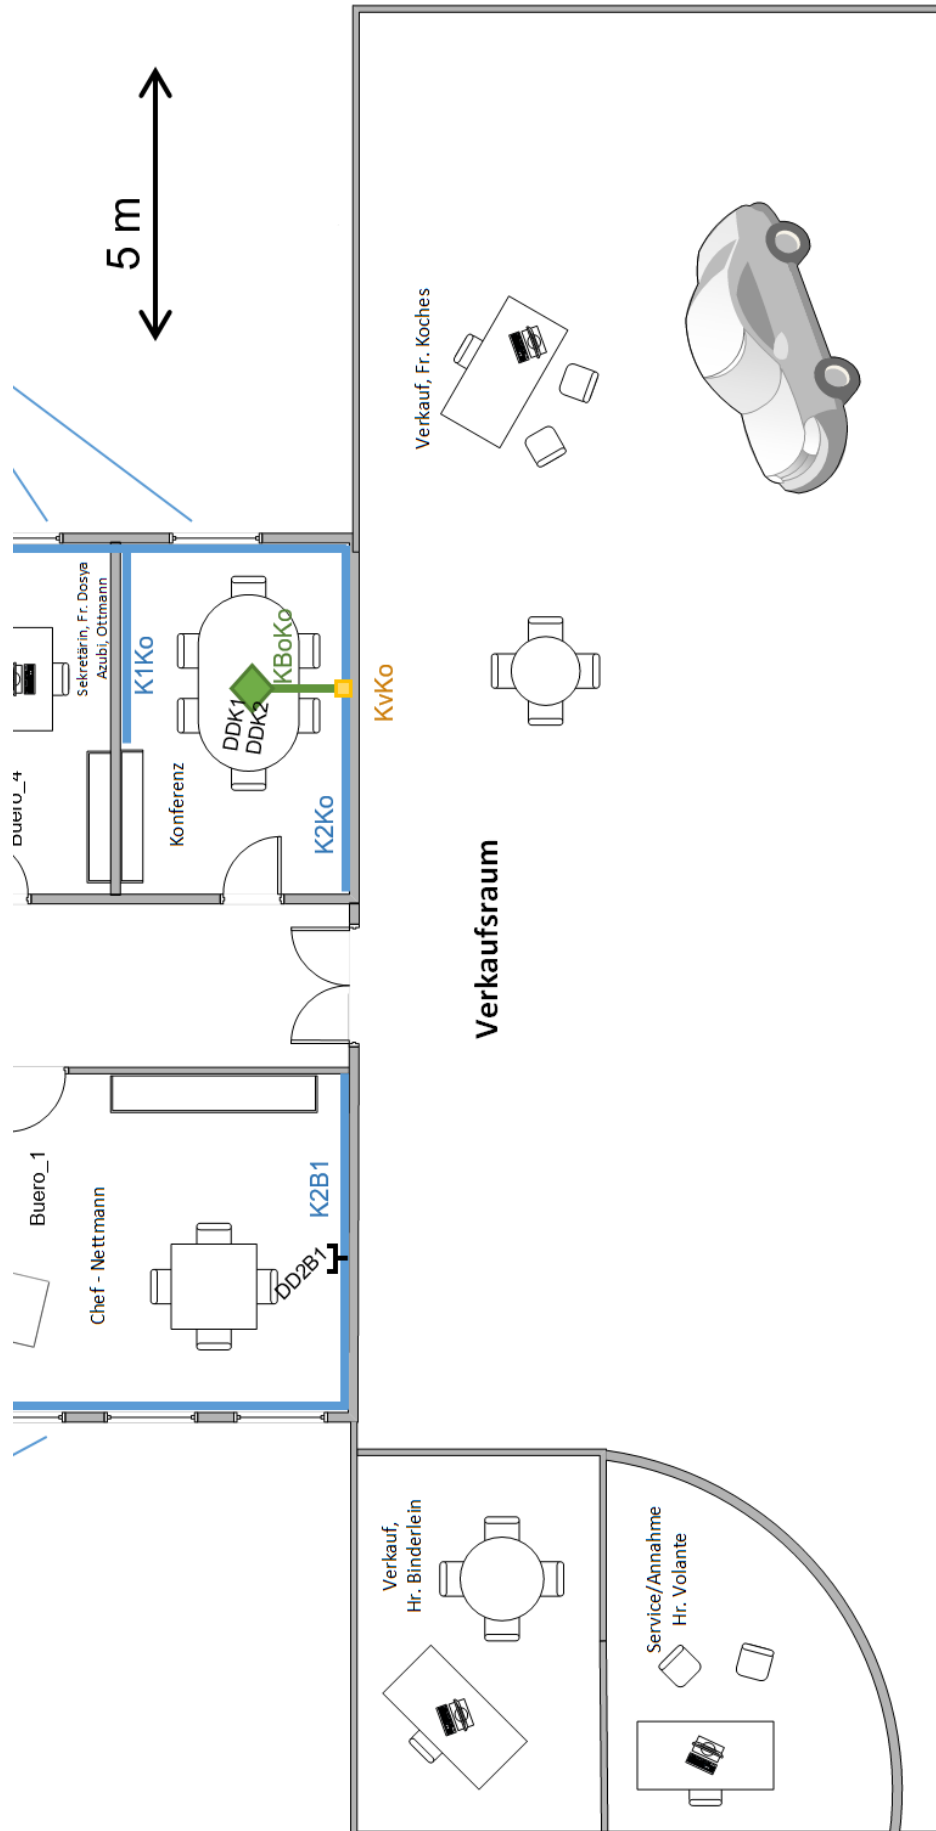 5 m
Verkauf, Fr. Koches
Sekretärin, Fr. Dosya
Azubi, Ottmann
K1Ko
KBoKo
DDK1
DDK2
KvKo
K2Ko
Konferenz
Buero_4
Verkaufsraum
Buero_1
Chef - Nettmann
K2B1
DD2B1
Verkauf,
Hr. Binderlein
Service/Annahme
Hr. Volante